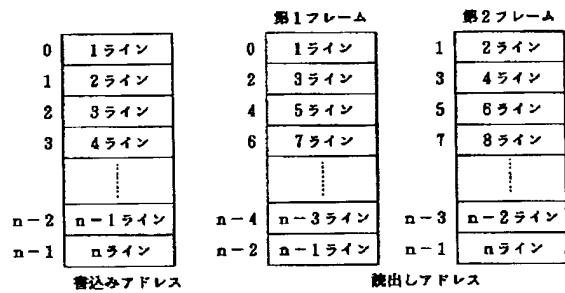 第1フレーム 第2フレーム
0 1ライン 0 1ライン 1 2ライン
1 2ライン 2 3ライン 3 4ライン
2 3ライン 4 5ライン 5 6ライン
3 4ライン 6 7ライン 7 8ライン
n-2 n-1ライン n-4 n-3ライン n-3 n-2ライン
n-1 nライン n-2 n-1ライン n-1 nライン
書込みアドレス 読出しアドレス